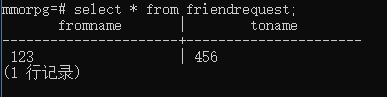 mmorpg=# select * from friendrequest;
fromname | toname
----------------------+----------------------
123 | 456
(1 行记录)